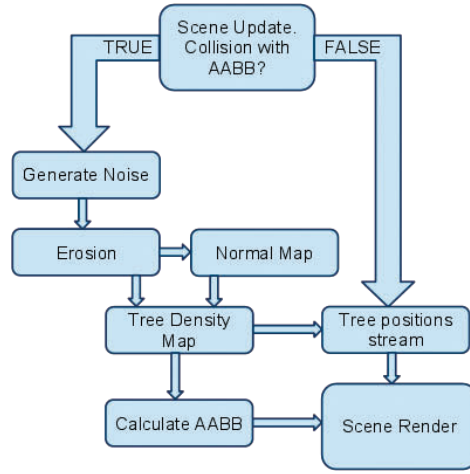 Scene Update.
Collision with
AABB?
TRUE
FALSE
Generate Noise
Erosion
Normal Map
Tree Density
Map
Tree positions
stream
Calculate AABB
Scene Render